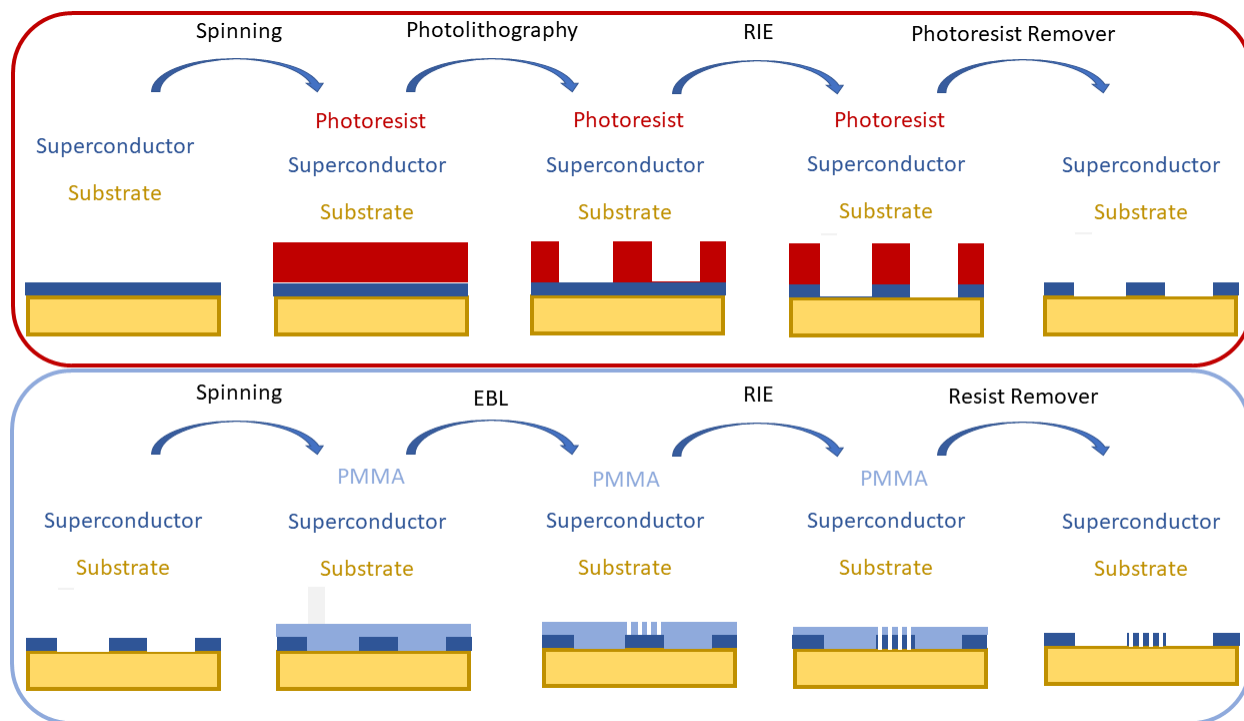 Spinning
Photolithography
RIE
Photoresist Remover
Superconductor
Substrate
Photoresist
Superconductor
Substrate
Photoresist
Superconductor
Substrate
Photoresist
Superconductor
Substrate
Superconductor
Substrate
Spinning
EBL
RIE
Resist Remover
Superconductor
Substrate
PMMA
Superconductor
Substrate
PMMA
Superconductor
Substrate
PMMA
Superconductor
Substrate
Superconductor
Substrate